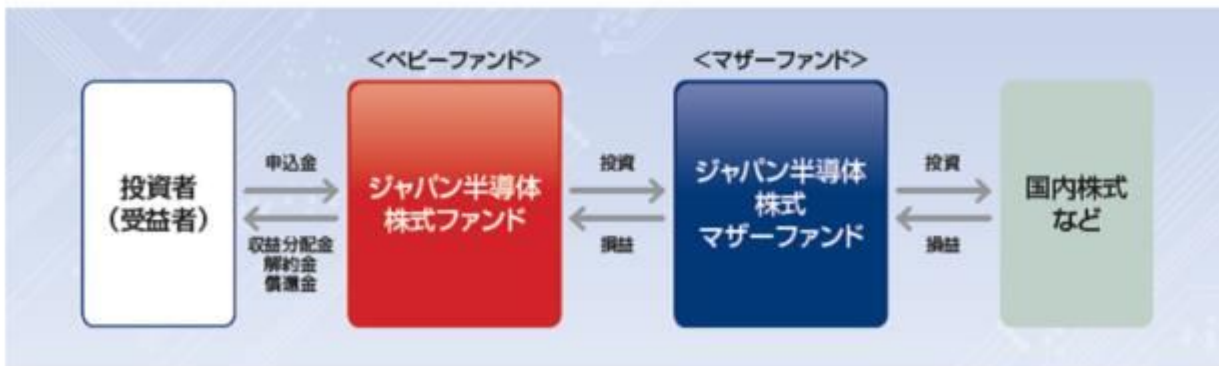 <ベビーファンド>
<マザーファンド>
投資者
(受益者)
申込金
収益分配金
解約金
償還金
ジャパン半導体
株式ファンド
投資
損益
ジャパン半導体
株式
マザーファンド
投資
損益
国内株式
など